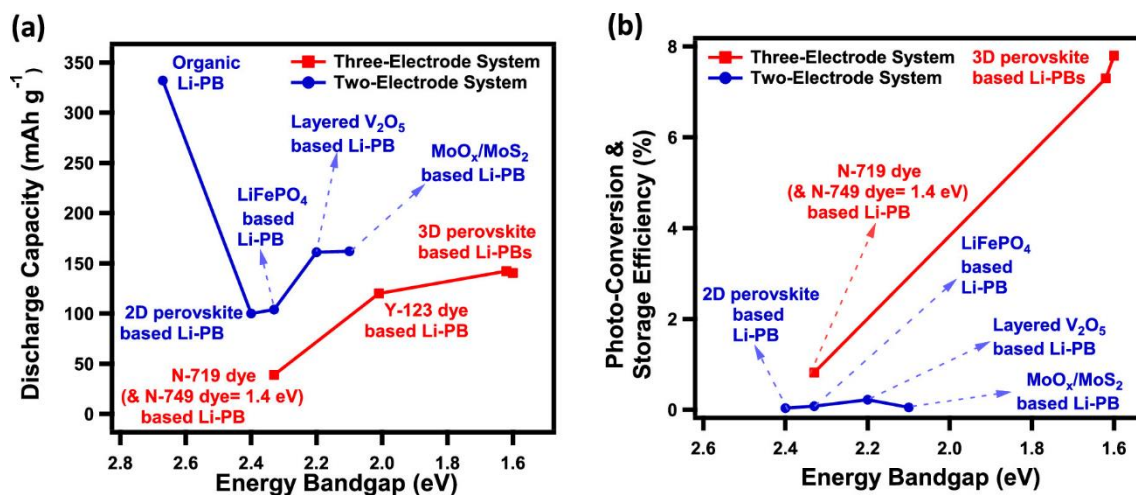 (a)
Discharge Capacity (mAh g⁻¹)
350
300
250
200
150
100
50
0
2.8
2.6
2.4
2.2
2.0
1.8
1.6
Energy Bandgap (eV)
Three-Electrode System
Two-Electrode System
Organic
Li-PB
Layered V₂O₅
based Li-PB
MoOₓ/MoS₂
based Li-PB
LiFePO₄
based
Li-PB
3D perovskite
based Li-PBs
2D perovskite
based Li-PB
Y-123 dye
based Li-PB
N-719 dye
(& N-749 dye= 1.4 eV)
based Li-PB
(b)
Photo-Conversion &
Storage Efficiency (%)
8
6
4
2
0
2.6
2.4
2.2
2.0
1.8
1.6
Energy Bandgap (eV)
Three-Electrode System
Two-Electrode System
3D perovskite
based Li-PBs
N-719 dye
(& N-749 dye= 1.4 eV)
based Li-PB
LiFePO₄
based
Li-PB
2D perovskite
based
Li-PB
Layered V₂O₅
based Li-PB
MoOₓ/MoS₂
based Li-PB